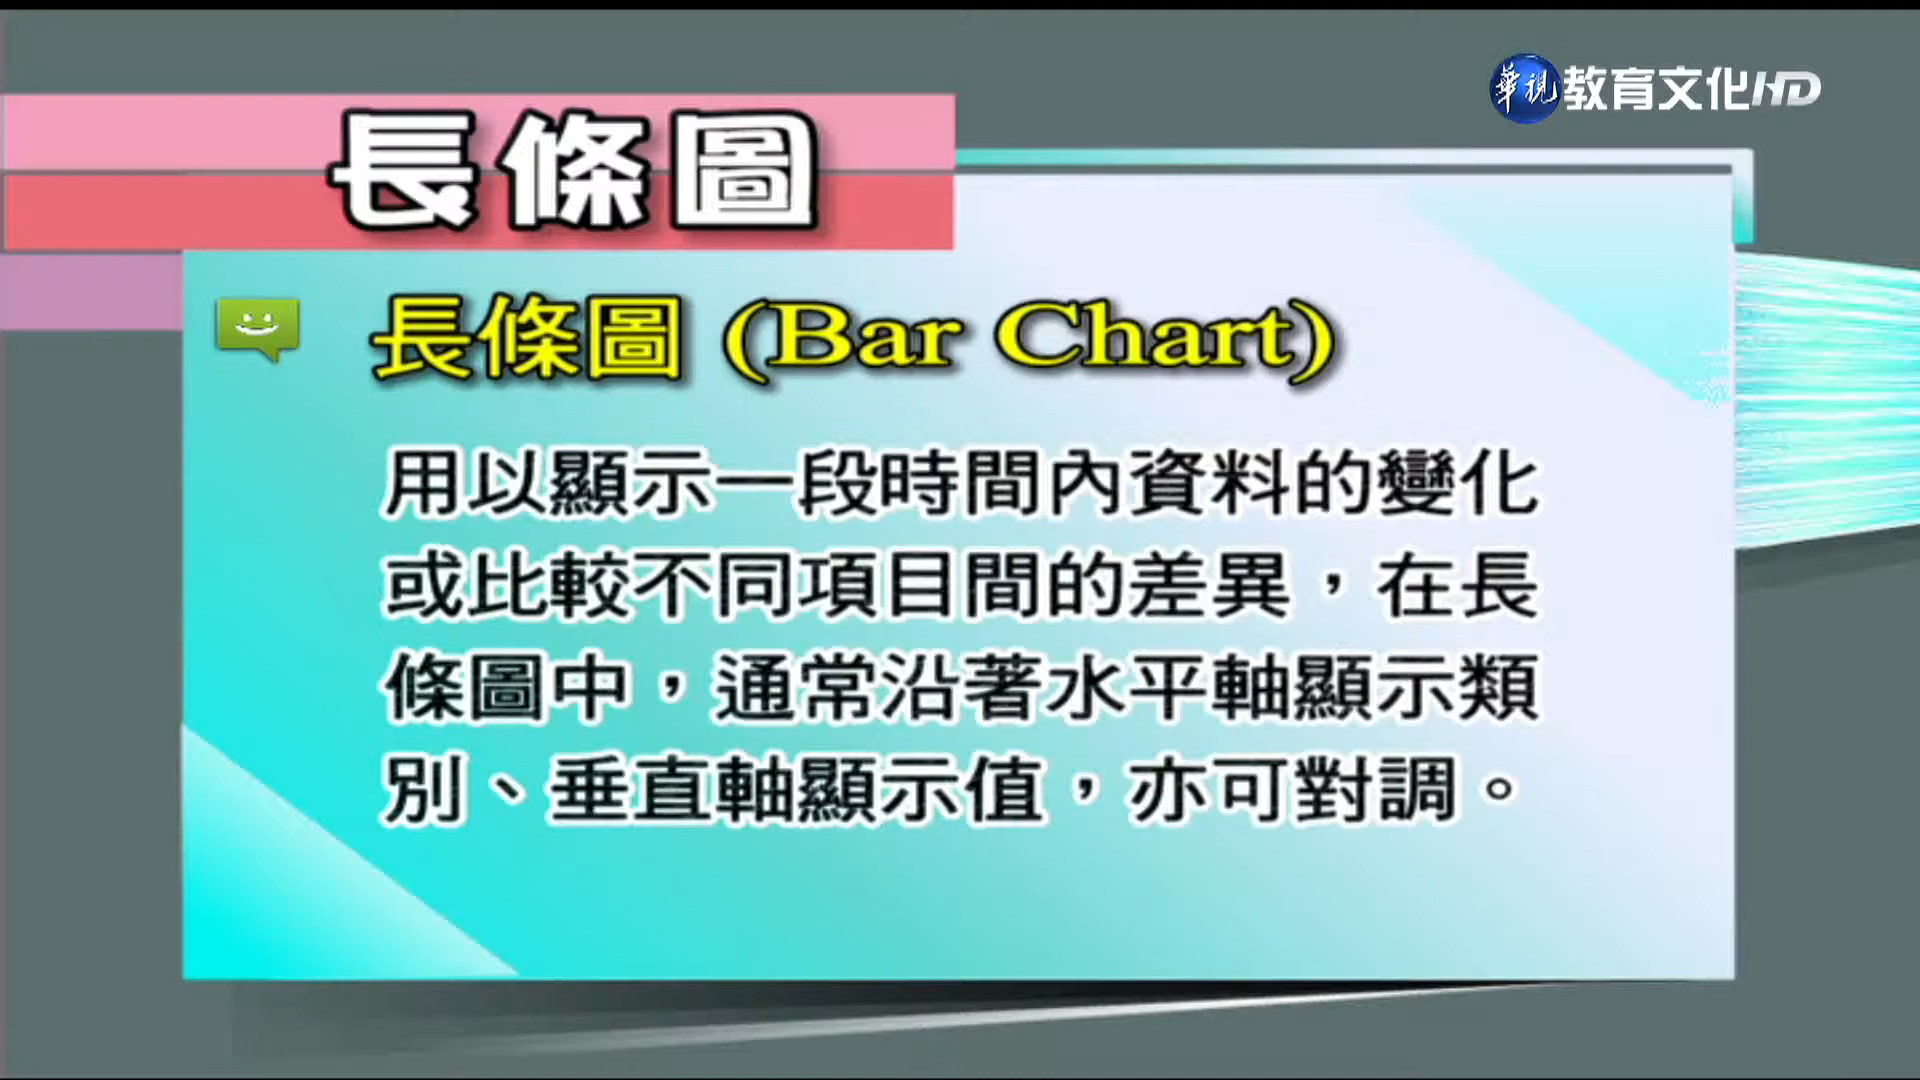 華視 教育文化HD
長條圖
長條圖 (Bar Chart)
用以顯示一段時間內資料的變化
或比較不同項目間的差異，在長
條圖中，通常沿著水平軸顯示類
別、垂直軸顯示值，亦可對調。